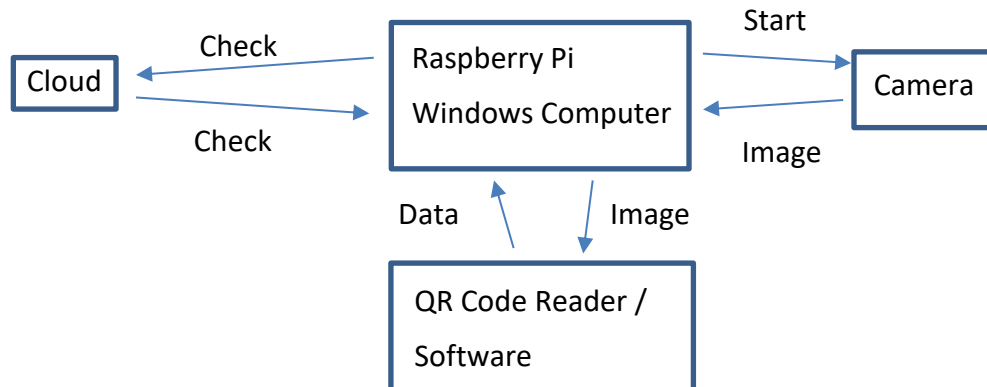 Start
Check
Raspberry Pi
Windows Computer
Cloud
Camera
Check
Image
Data
Image
QR Code Reader /
Software